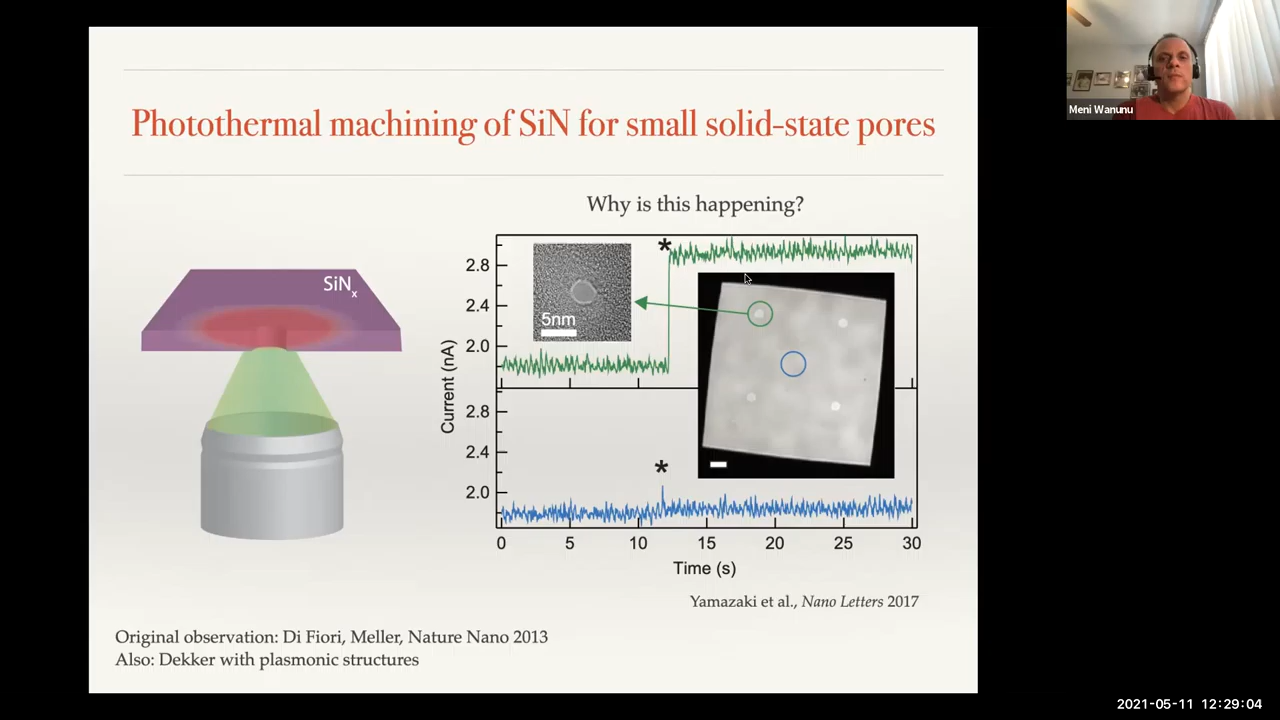 Meni Wanunu
Photothermal machining of SiN for small solid-state pores
Why is this happening?
SiNx
*
2.8
2.4
2.0
5nm
Current (nA)
2.8
2.4
2.0
*
0 5 10 15 20 25 30
Time (s)
Yamazaki et al., Nano Letters 2017
Original observation: Di Fiori, Meller, Nature Nano 2013
Also: Dekker with plasmonic structures
2021-05-11 12:29:04